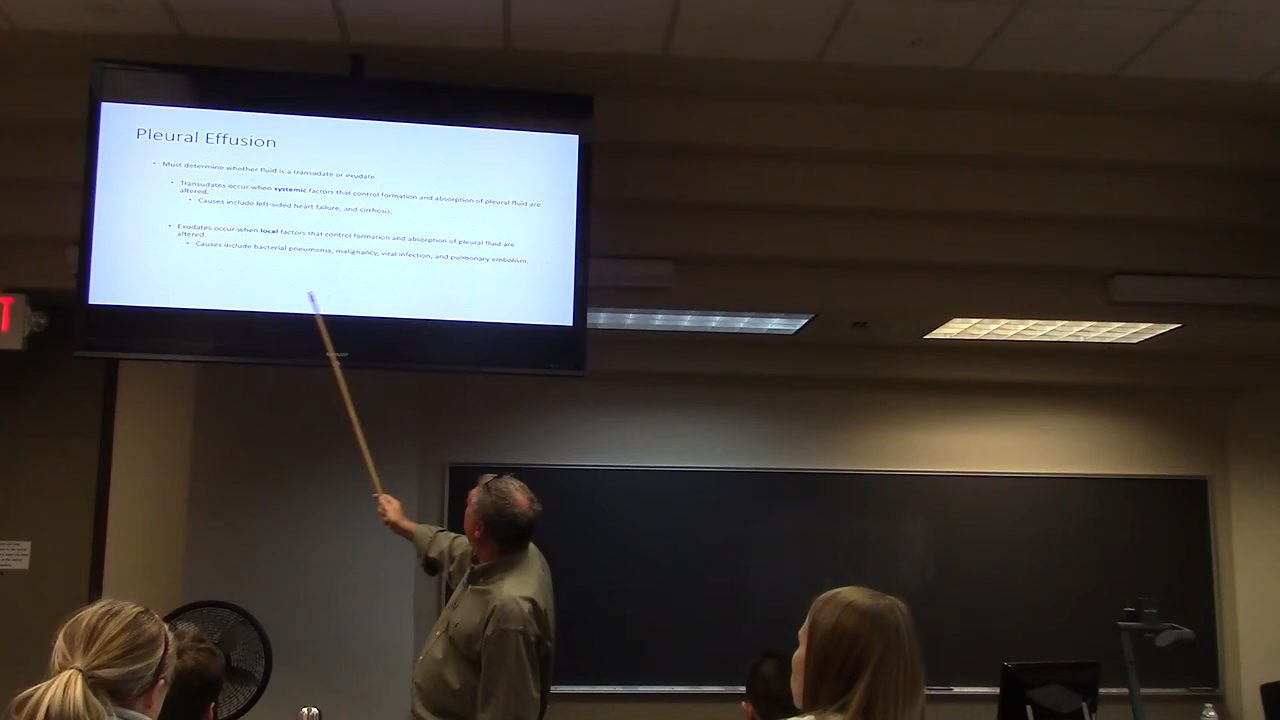 Pleural Effusion
• Must determine whether fluid is a transudate or exudate.
• Transudates occur when systemic factors that control formation and absorption of pleural fluid are
altered.
• Causes include left-sided heart failure, and cirrhosis.
• Exudates occur when local factors that control formation and absorption of pleural fluid are
altered.
• Causes include bacterial pneumonia, malignancy, viral infection, and pulmonary embolism.
T